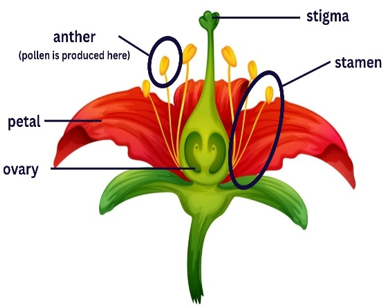 stigma
anther
(pollen is produced here)
stamen
petal
ovary